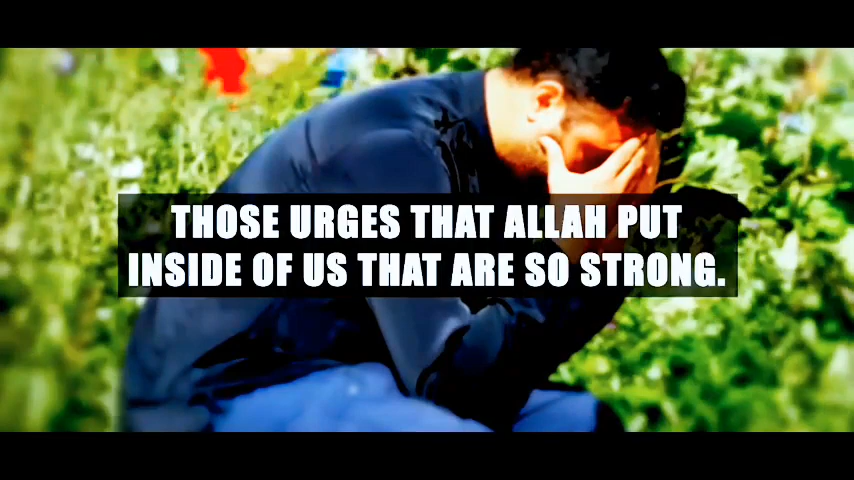 THOSE URGES THAT ALLAH PUT
INSIDE OF US THAT ARE SO STRONG.